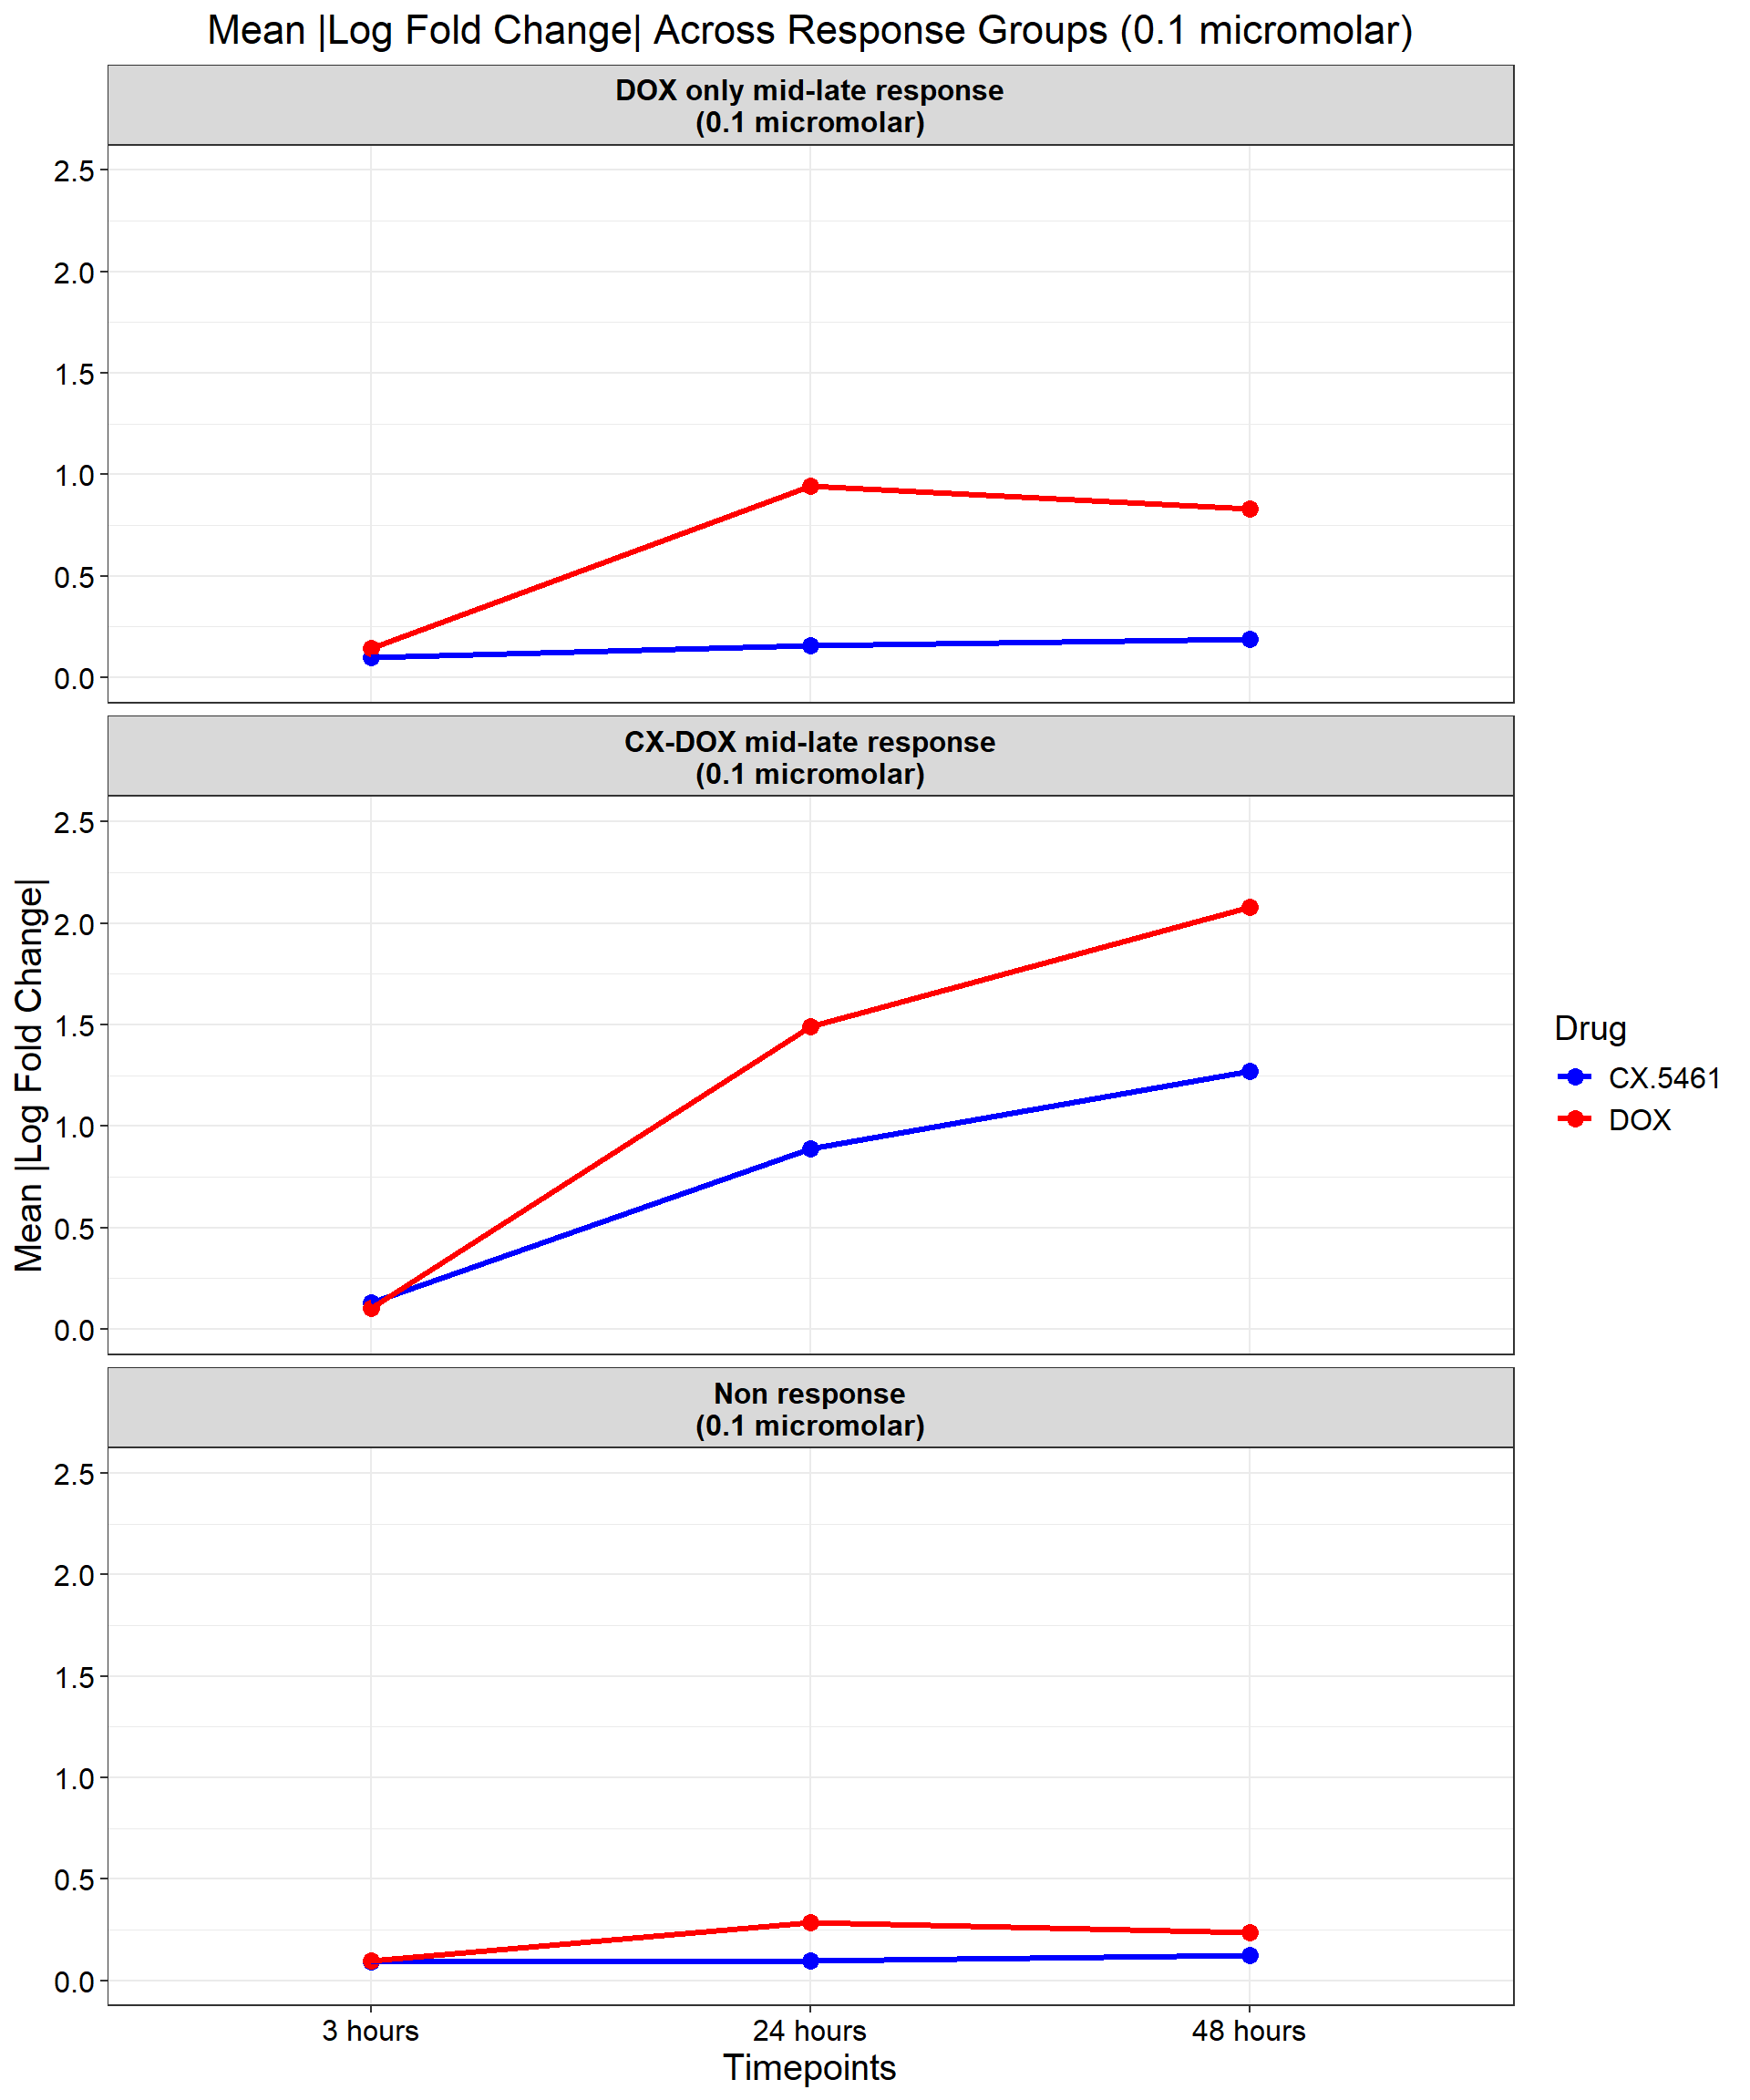 Mean |Log Fold Change| Across Response Groups (0.1 micromolar)
DOX only mid-late response
(0.1 micromolar)
2.5
2.0
1.5
1.0
0.5
0.0
CX-DOX mid-late response
(0.1 micromolar)
2.5
2.0
1.5
1.0
0.5
0.0
Non response
(0.1 micromolar)
2.5
2.0
1.5
1.0
0.5
0.0
Mean |Log Fold Change|
3 hours
24 hours
48 hours
Timepoints
Drug
CX.5461
DOX